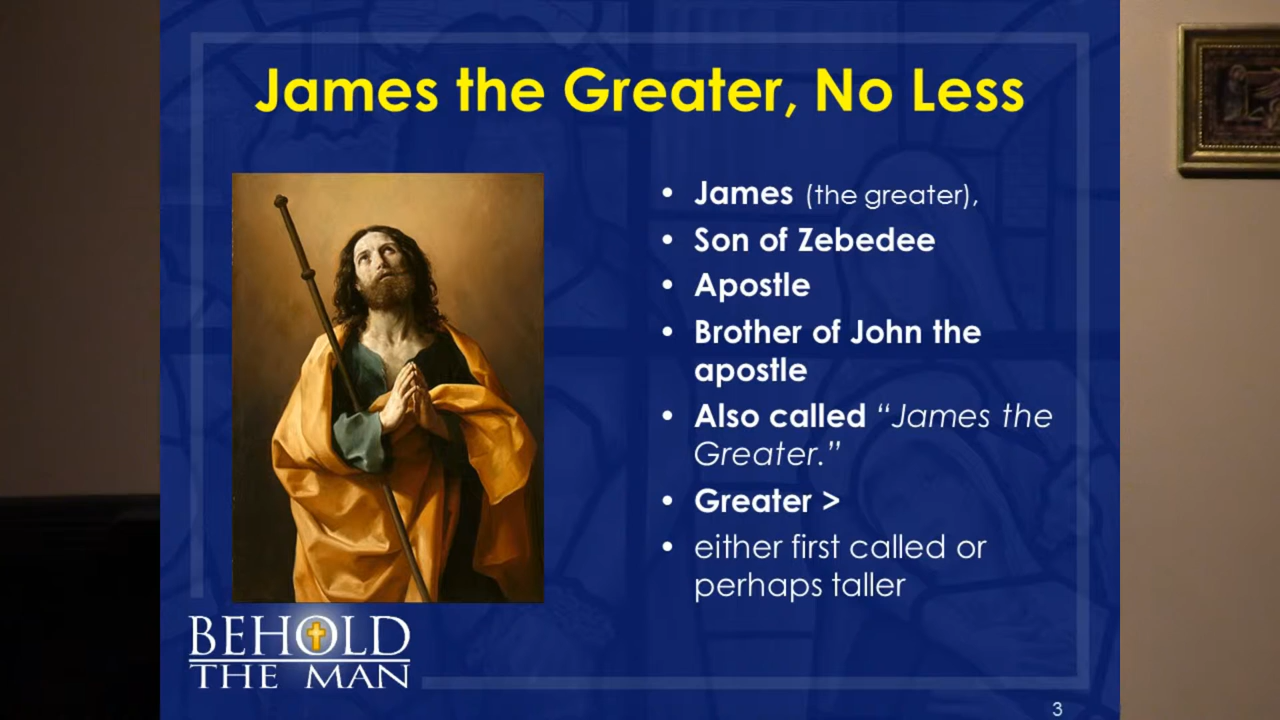 James the Greater, No Less
• James (the greater),
• Son of Zebedee
• Apostle
• Brother of John the
apostle
• Also called “James the
Greater.”
• Greater >
• either first called or
perhaps taller
BEHOLD
THE MAN
3